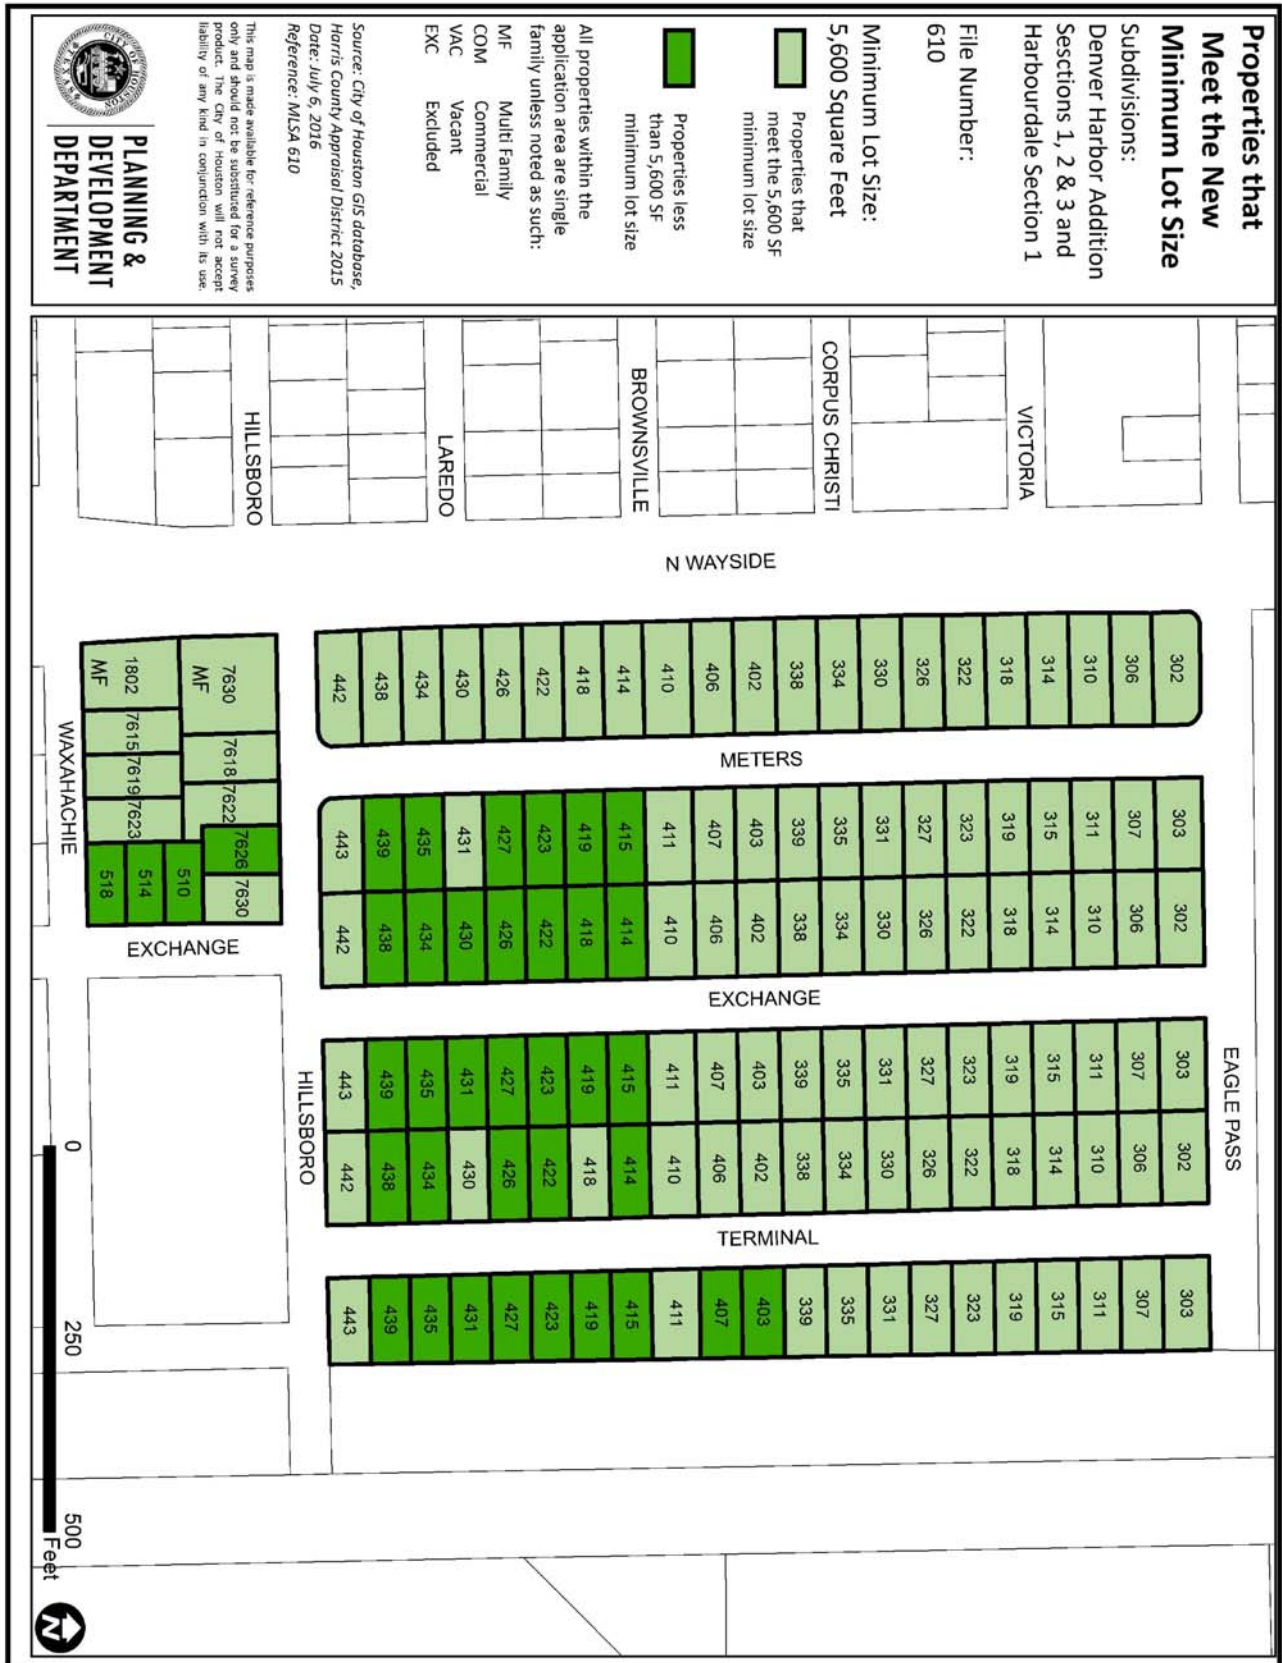 Properties that
Meet the New
Minimum Lot Size
Subdivisions:
Denver Harbor Addition
Sesctions 1, 2 & 3 and
Harbourdale Section 1
File Number:
610
Minimum Lot Size:
5,600 Square Feet
Properties that
meet the 5,600 SF
minimum lot size
Properties less
than 5,600 SF
minimum lot size
All properties within the
application area are single
family unless noted as such:
MF Multi Family
COM Commercial
VAC Vacant
EXC Excluded
Source: City of Houston GIS database,
Harris County Appraisal District 2015
Date: July 6, 2016
Reference: MLSA 610
This map is made available for reference purposes
only and should not be substituted for a survey
product. The City of Houston will not accept
liability of any kind in conjunction with its use.
CITY OF HOUSTON
TEXAS
PLANNING &
DEVELOPMENT
DEPARTMENT
EAGLE PASS
302 303 302 303 302 303
306 307 306 307 306 307
310 311 310 311 310 311
314 315 314 315 314 315
VICTORIA
318 319 318 319 318 319
322 323 322 323 322 323
326 327 326 327 326 327
330 331 330 331 330 331
334 335 334 335 334 335
CORPUS CHRISTI
338 339 338 339 338 339
402 403 402 403 402 403
N WAYSIDE
METERS
EXCHANGE
TERMINAL
406 407 406 407 406 407
410 411 410 411 410 411
BROWNSVILLE
414 415 414 415 414 415
418 419 418 419 418 419
422 423 422 423 422 423
426 427 426 427 426 427
430 431 430 431 430 431
LAREDO
434 435 434 435 434 435
438 439 438 439 438 439
442 443 442 443 442 443
HILLSBORO
HILLSBORO
7630 7618 7622 7626 7630
MF
510
EXCHANGE
1802 7615 7619 7623 514
MF
518
WAXAHACHIE
0 250 500
Feet
N